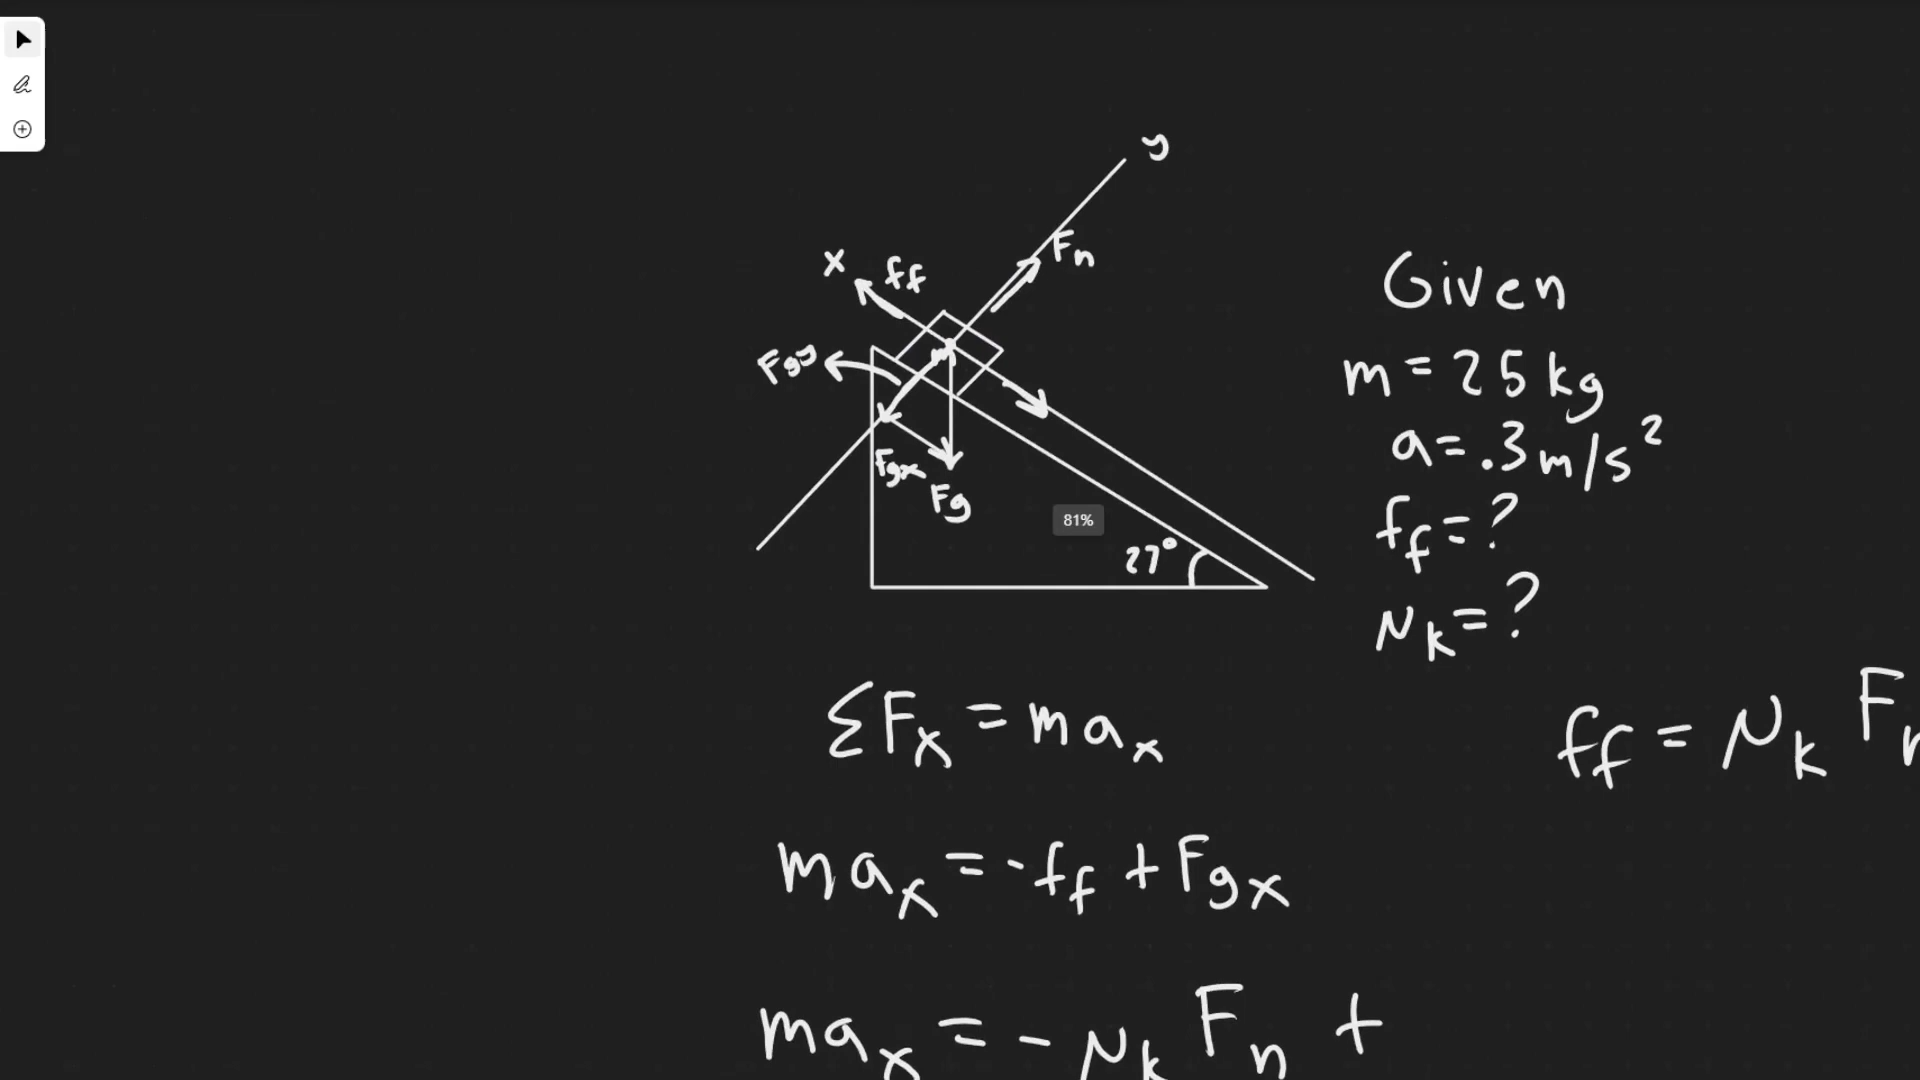 y
Fn
x ff
Fgy
Fgx
Fg
81%
27°
Given
m = 25 kg
a = .3 m/s²
ff = ?
μk = ?
ΣFx = max
ff = μk Fn
max = -ff + Fgx
max = - μk Fn +